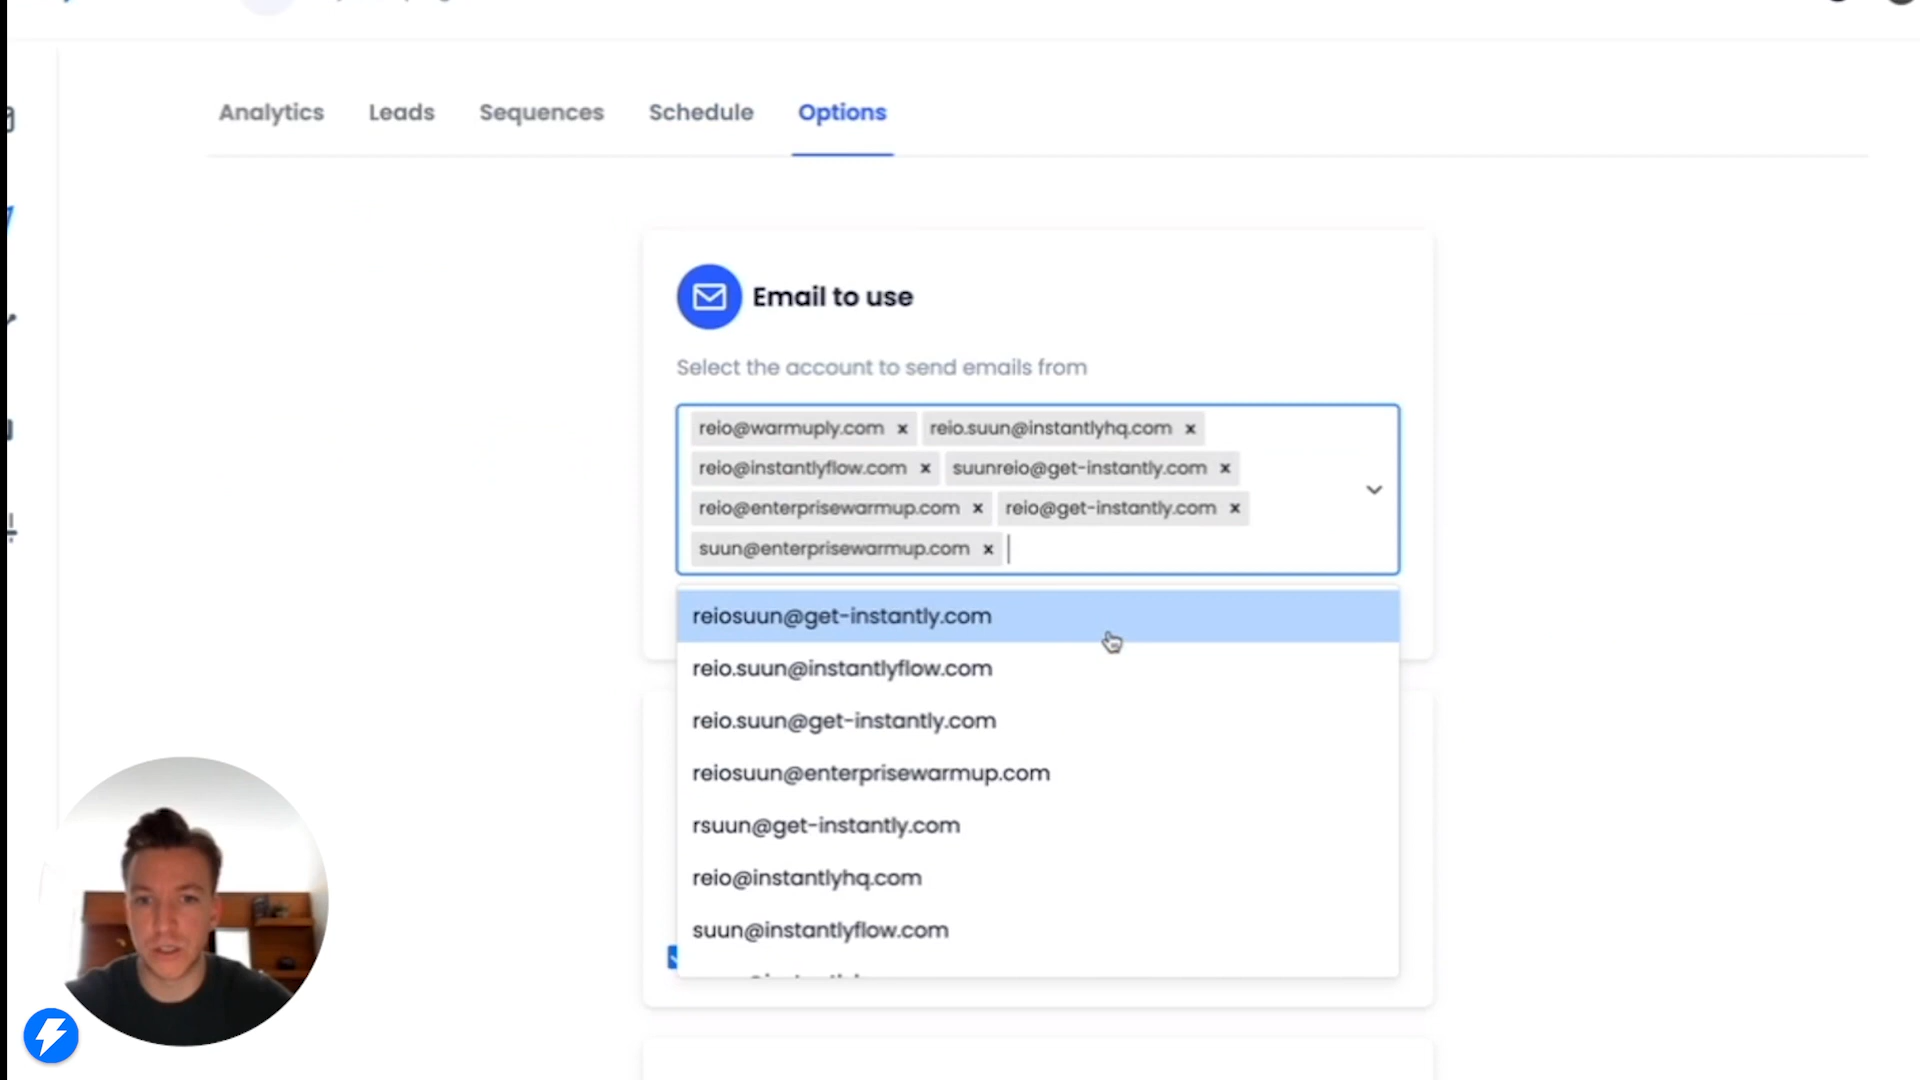 Analytics Leads Sequences Schedule Options
Email to use
Select the account to send emails from
reio@warmuply.com × reio.suun@instantlyhq.com ×
reio@instantlyflow.com × suunreio@get-instantly.com ×
reio@enterprisewarmup.com × reio@get-instantly.com ×
suun@enterprisewarmup.com ×
reiosuun@get-instantly.com
reio.suun@instantlyflow.com
reio.suun@get-instantly.com
reiosuun@enterprisewarmup.com
rsuun@get-instantly.com
reio@instantlyhq.com
suun@instantlyflow.com